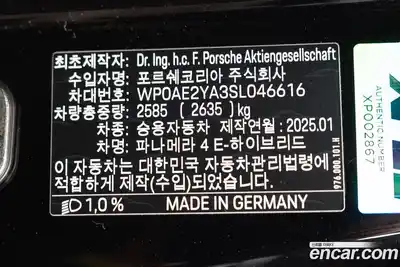 최초제작자: Dr. Ing. h.c. F. Porsche Aktiengesellschaft
수입자명: 포르쉐코리아 주식회사
차대번호: WP0AE2YA3SL046616
차량총중량: 2585 ( 2635) kg
차종: 승용자동차 제작연월:2025.01
차명: 파나메라 4 E-하이브리드
이 자동차는 대한민국 자동차관리법령에
적합하게 제작(수입)되었습니다.
1,0% MADE IN GERMANY
974.000.101.H
AUTHENTIC NUMBER
XP002867
encar.com